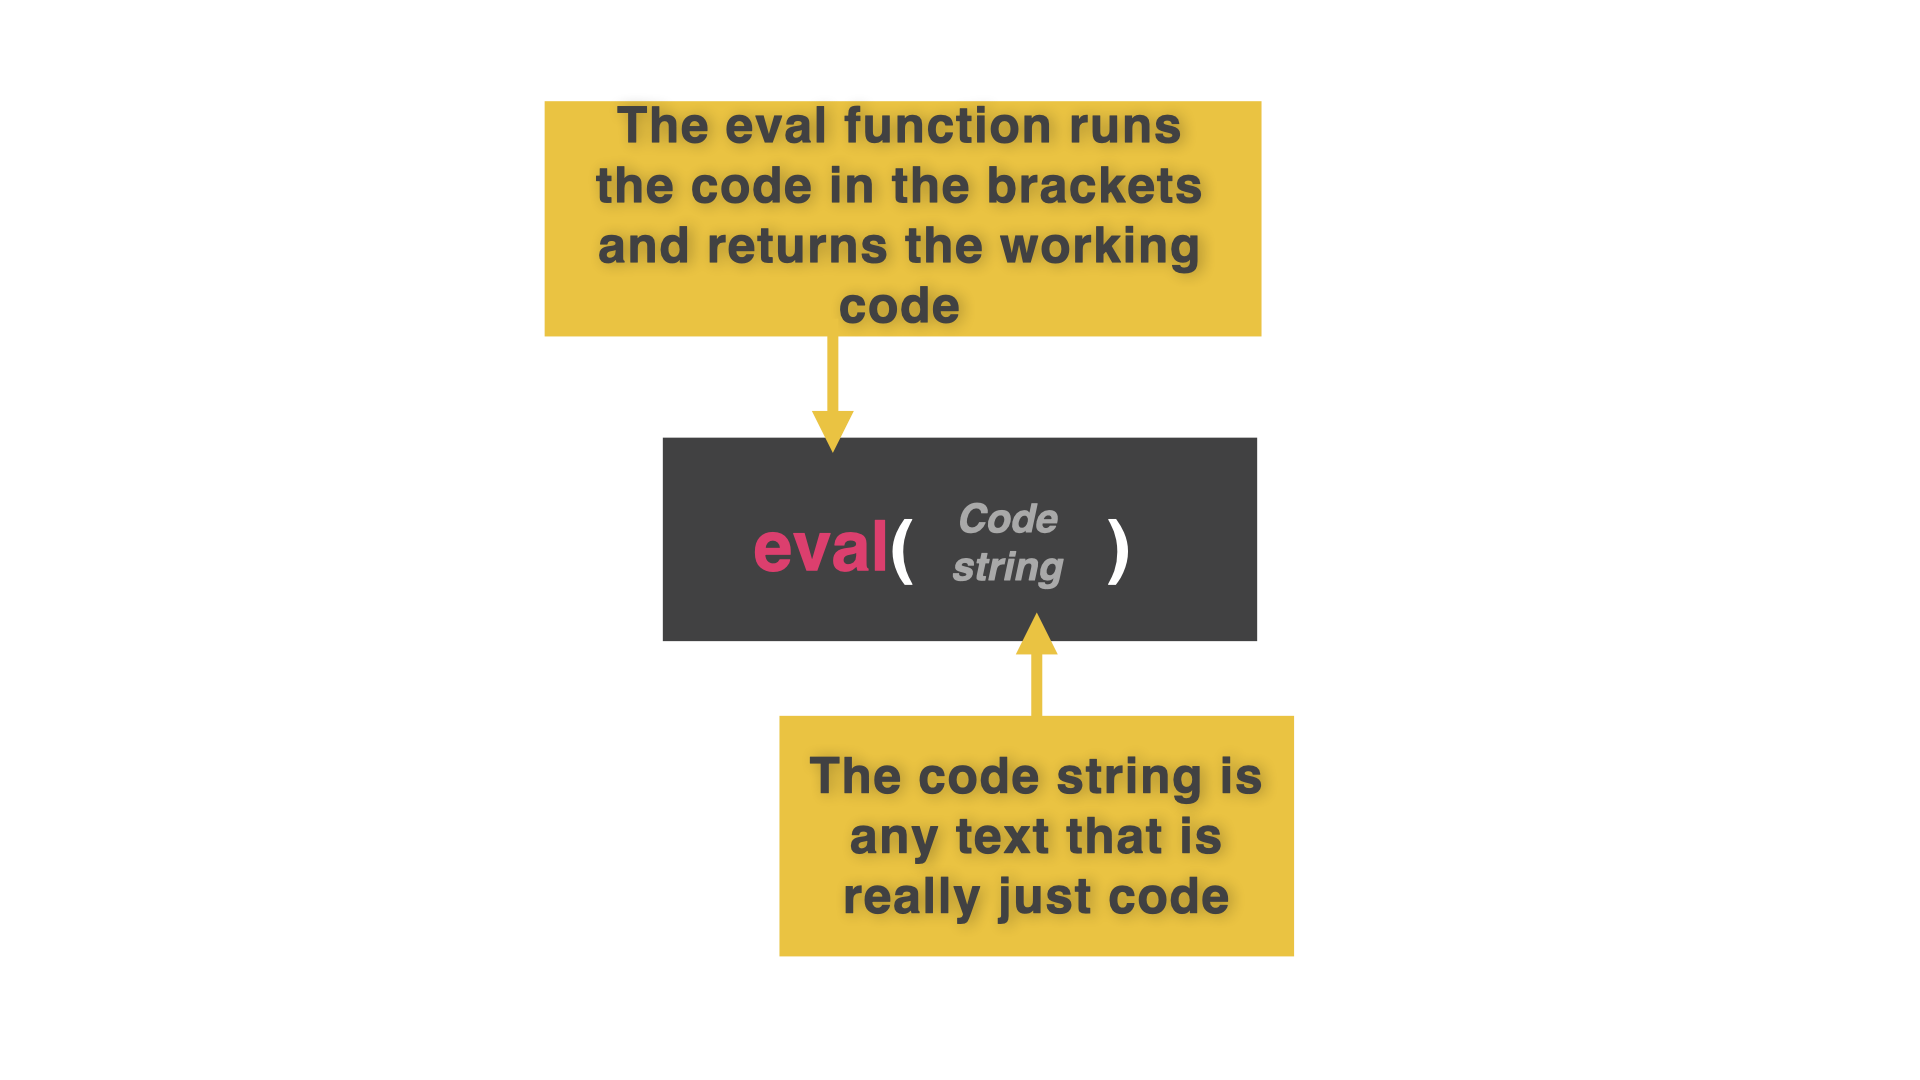 The eval function runs
the code in the brackets
and returns the working
code
Code
eval( )
string
The code string is
any text that is
really just code